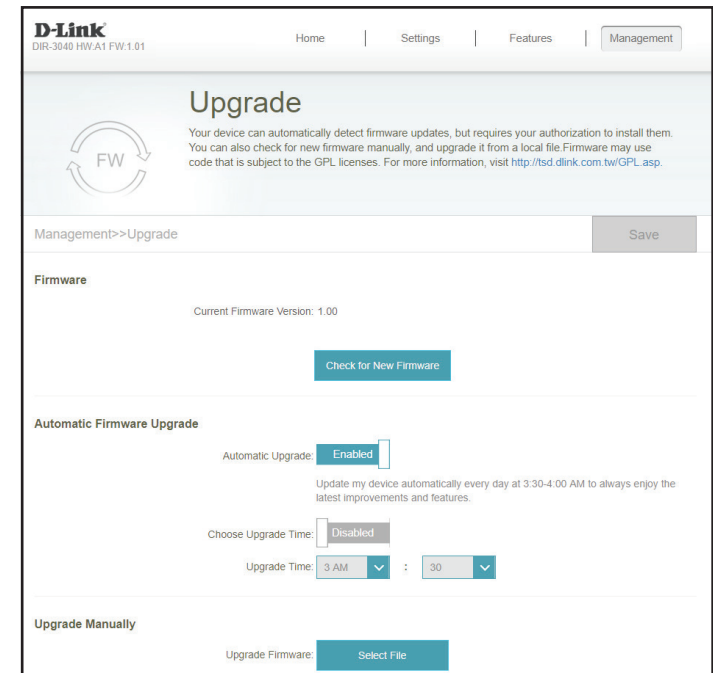 D-Link
DIR-3040 HW:A1 FW:1.01
Home | Settings | Features | Management
Upgrade
Your device can automatically detect firmware updates, but requires your authorization to install them.
You can also check for new firmware manually, and upgrade it from a local file.Firmware may use
code that is subject to the GPL licenses. For more information, visit http://tsd.dlink.com.tw/GPL.asp.
FW
Management>>Upgrade
Save
Firmware
Current Firmware Version: 1.00
Check for New Firmware
Automatic Firmware Upgrade
Automatic Upgrade: Enabled
Update my device automatically every day at 3:30-4:00 AM to always enjoy the
latest improvements and features.
Choose Upgrade Time: Disabled
Upgrade Time: 3 AM : 30
Upgrade Manually
Upgrade Firmware: Select File